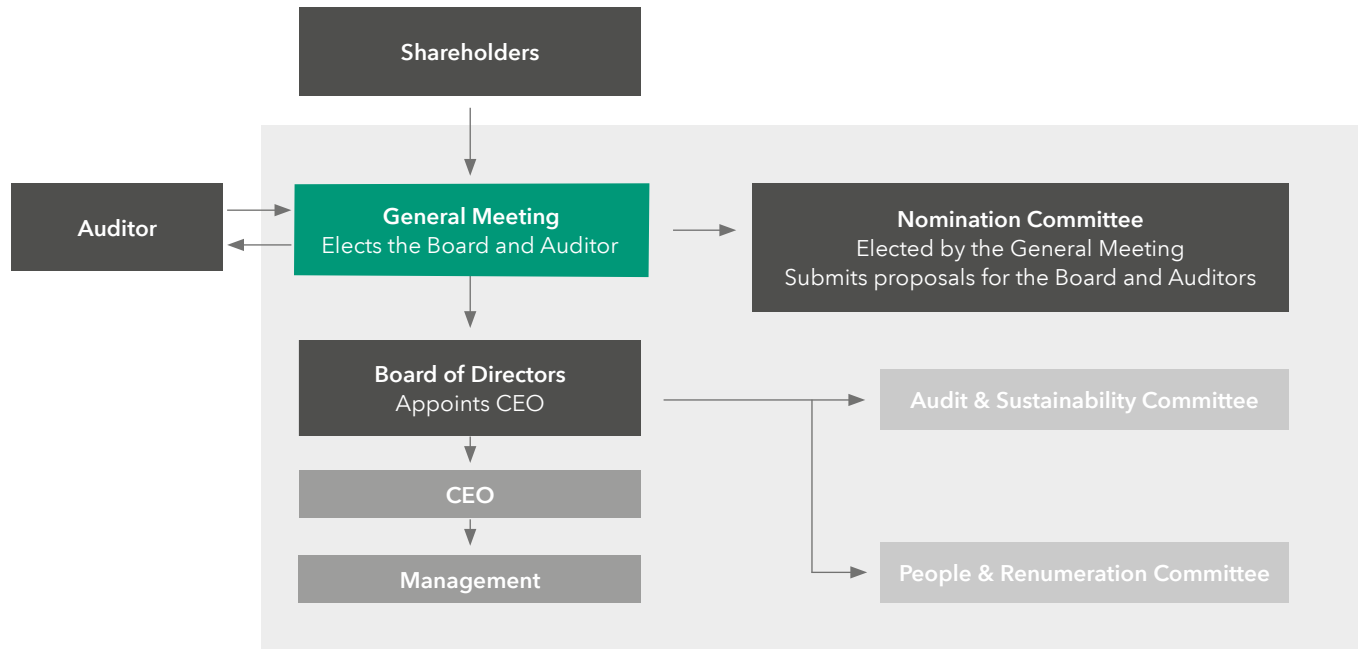 Shareholders
Auditor
General Meeting
Elects the Board and Auditor
Nomination Committee
Elected by the General Meeting
Submits proposals for the Board and Auditors
Board of Directors
Appoints CEO
Audit & Sustainability Committee
CEO
Management
People & Renumeration Committee